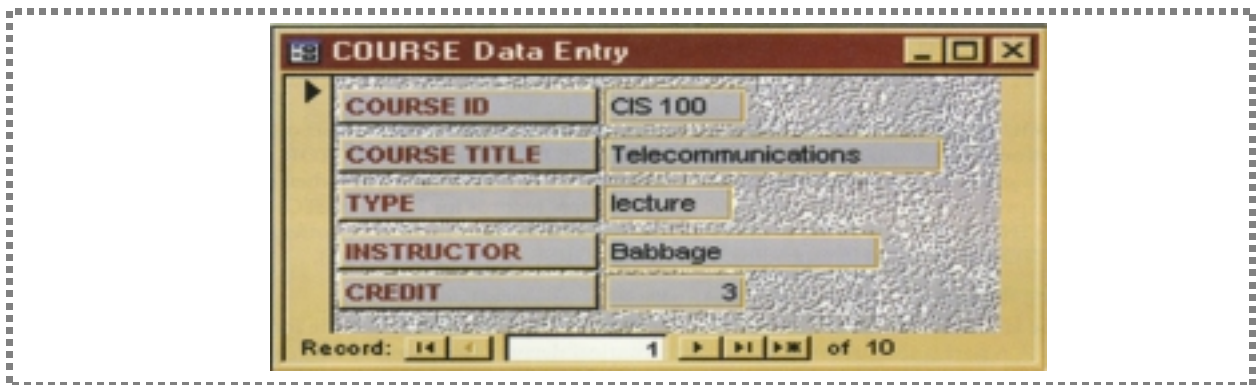 COURSE Data Entry
COURSE ID CIS 100
COURSE TITLE Telecommunications
TYPE lecture
INSTRUCTOR Babbage
CREDIT 3
Record: 1 of 10